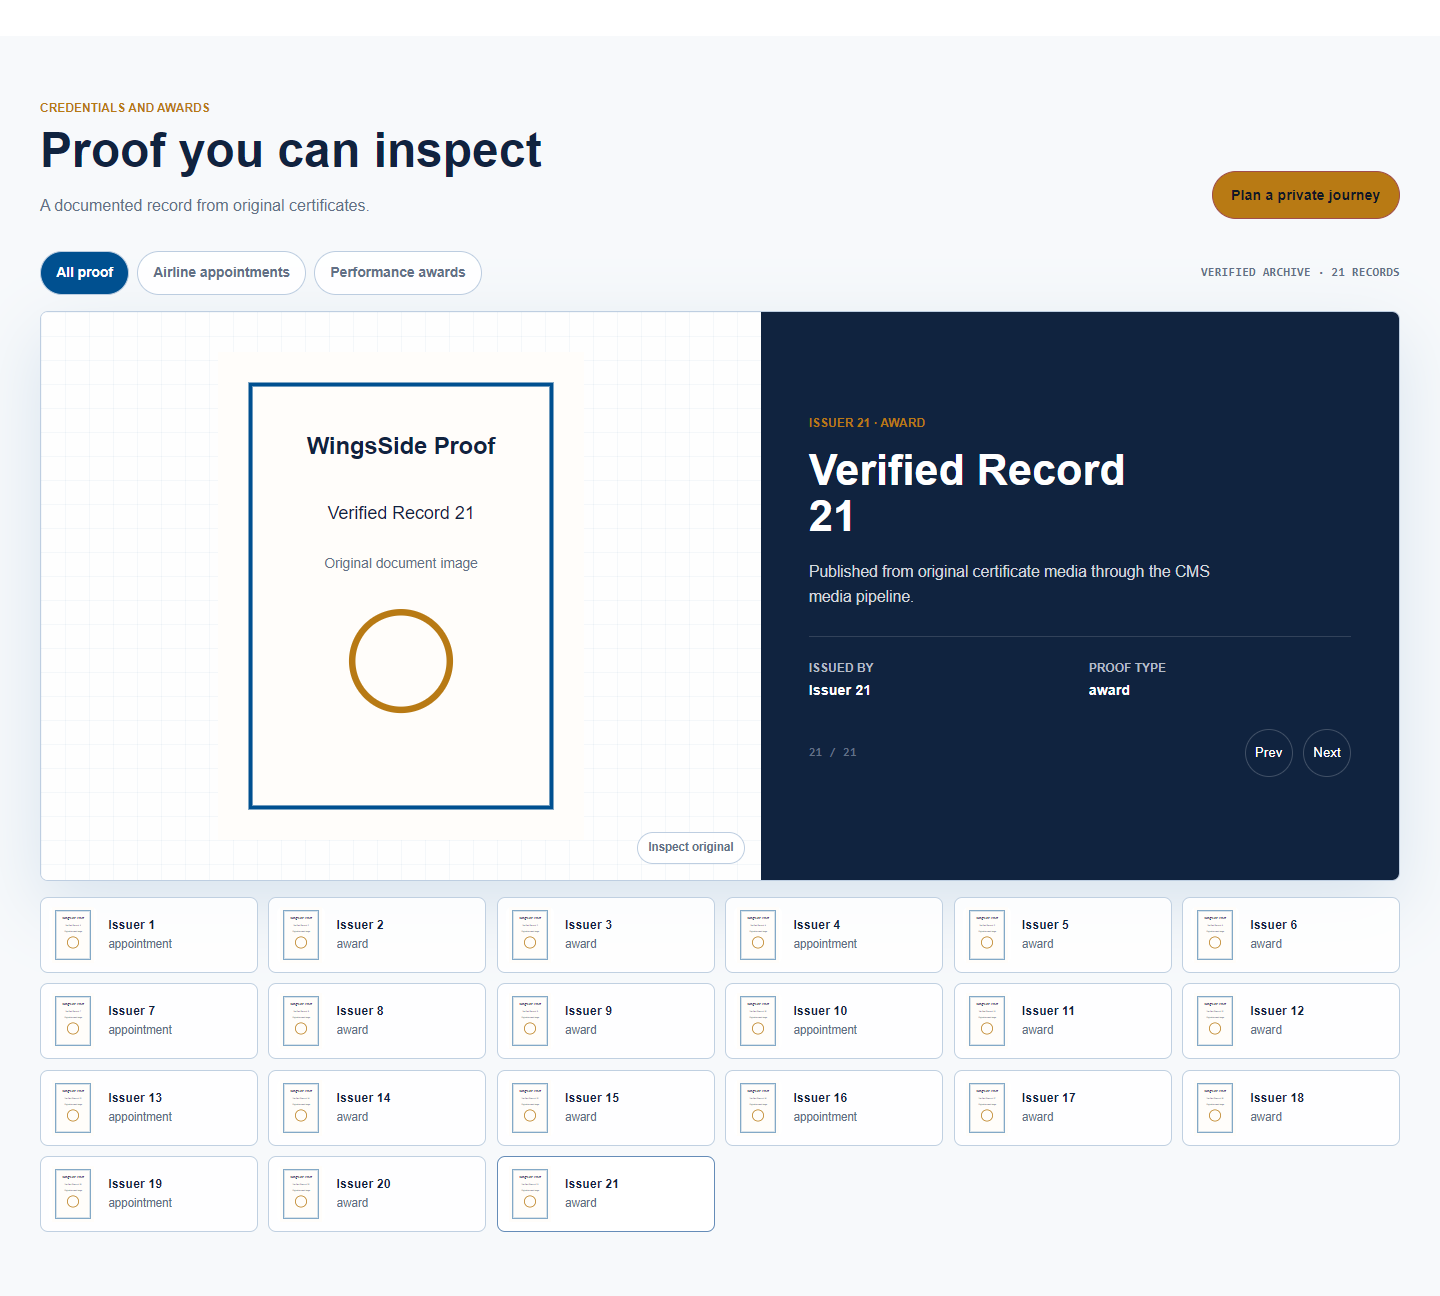 CREDENTIALS AND AWARDS
Proof you can inspect
A documented record from original certificates.
Plan a private journey
All proof
Airline appointments
Performance awards
VERIFIED ARCHIVE · 21 RECORDS
WingsSide Proof
Verified Record 21
Original document image
Inspect original
ISSUER 21 · AWARD
Verified Record
21
Published from original certificate media through the CMS
media pipeline.
ISSUED BY
Issuer 21
PROOF TYPE
award
21 / 21
Prev
Next
Issuer 1
appointment
Issuer 2
award
Issuer 3
award
Issuer 4
appointment
Issuer 5
award
Issuer 6
award
Issuer 7
appointment
Issuer 8
award
Issuer 9
award
Issuer 10
appointment
Issuer 11
award
Issuer 12
award
Issuer 13
appointment
Issuer 14
award
Issuer 15
award
Issuer 16
appointment
Issuer 17
award
Issuer 18
award
Issuer 19
appointment
Issuer 20
award
Issuer 21
award